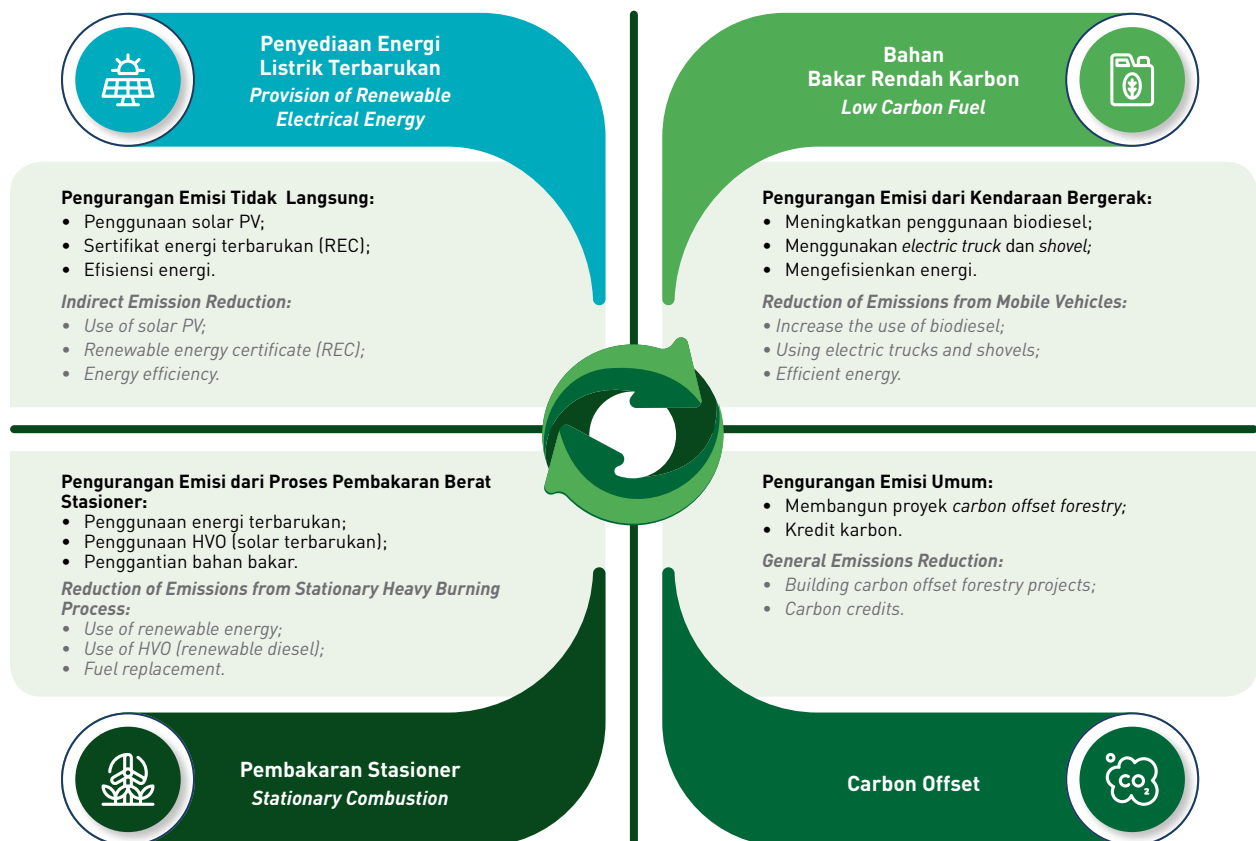 Penyediaan Energi
Listrik Terbarukan
Provision of Renewable
Electrical Energy
Pengurangan Emisi Tidak Langsung:
• Penggunaan solar PV;
• Sertifikat energi terbarukan (REC);
• Efisiensi energi.
Indirect Emission Reduction:
• Use of solar PV;
• Renewable energy certificate (REC);
• Energy efficiency.
Bahan
Bakar Rendah Karbon
Low Carbon Fuel
Pengurangan Emisi dari Kendaraan Bergerak:
• Meningkatkan penggunaan biodiesel;
• Menggunakan electric truck dan shovel;
• Mengefisienkan energi.
Reduction of Emissions from Mobile Vehicles:
• Increase the use of biodiesel;
• Using electric trucks and shovels;
• Efficient energy.
Pengurangan Emisi dari Proses Pembakaran Berat
Stasioner:
• Penggunaan energi terbarukan;
• Penggunaan HVO (solar terbarukan);
• Penggantian bahan bakar.
Reduction of Emissions from Stationary Heavy Burning
Process:
• Use of renewable energy;
• Use of HVO (renewable diesel);
• Fuel replacement.
Pembakaran Stasioner
Stationary Combustion
Pengurangan Emisi Umum:
• Membangun proyek carbon offset forestry;
• Kredit karbon.
General Emissions Reduction:
• Building carbon offset forestry projects;
• Carbon credits.
Carbon Offset
CO2